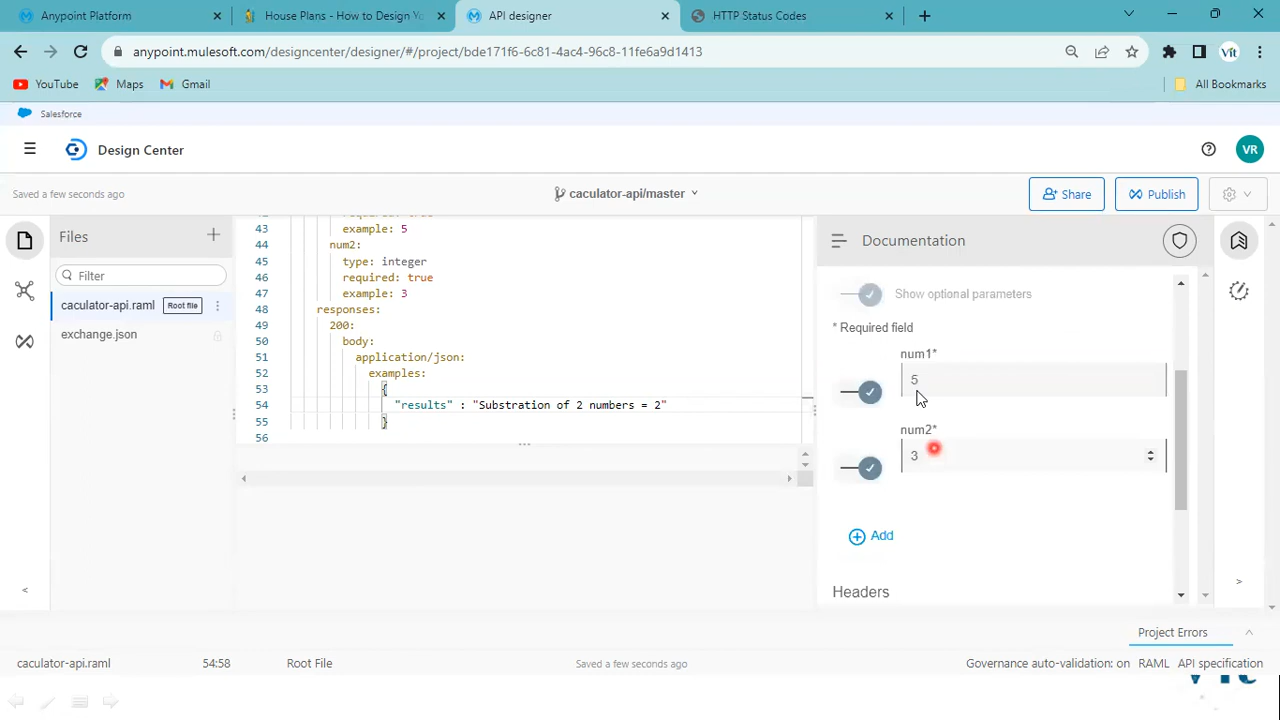 Anypoint Platform
House Plans - How to Design Yo
API designer
HTTP Status Codes
anypoint.mulesoft.com/designcenter/designer/#/project/bde171f6-6c81-4ac4-96c8-11fe6a9d1413
Vit
YouTube
Maps
Gmail
All Bookmarks
Salesforce
Design Center
VR
Saved a few seconds ago
caculator-api/master
Share
Publish
Files
Filter
caculator-api.raml
Root file
exchange.json
43 example: 5
44 num2:
45 type: integer
46 required: true
47 example: 3
48 responses:
49 200:
50 body:
51 application/json:
52 examples:
53 {
54 "results" : "Substration of 2 numbers = 2"
55 }
56
Documentation
Show optional parameters
* Required field
num1*
5
num2*
3
Add
Headers
Project Errors
caculator-api.raml
54:58
Root File
Saved a few seconds ago
Governance auto-validation: on
RAML
API specification